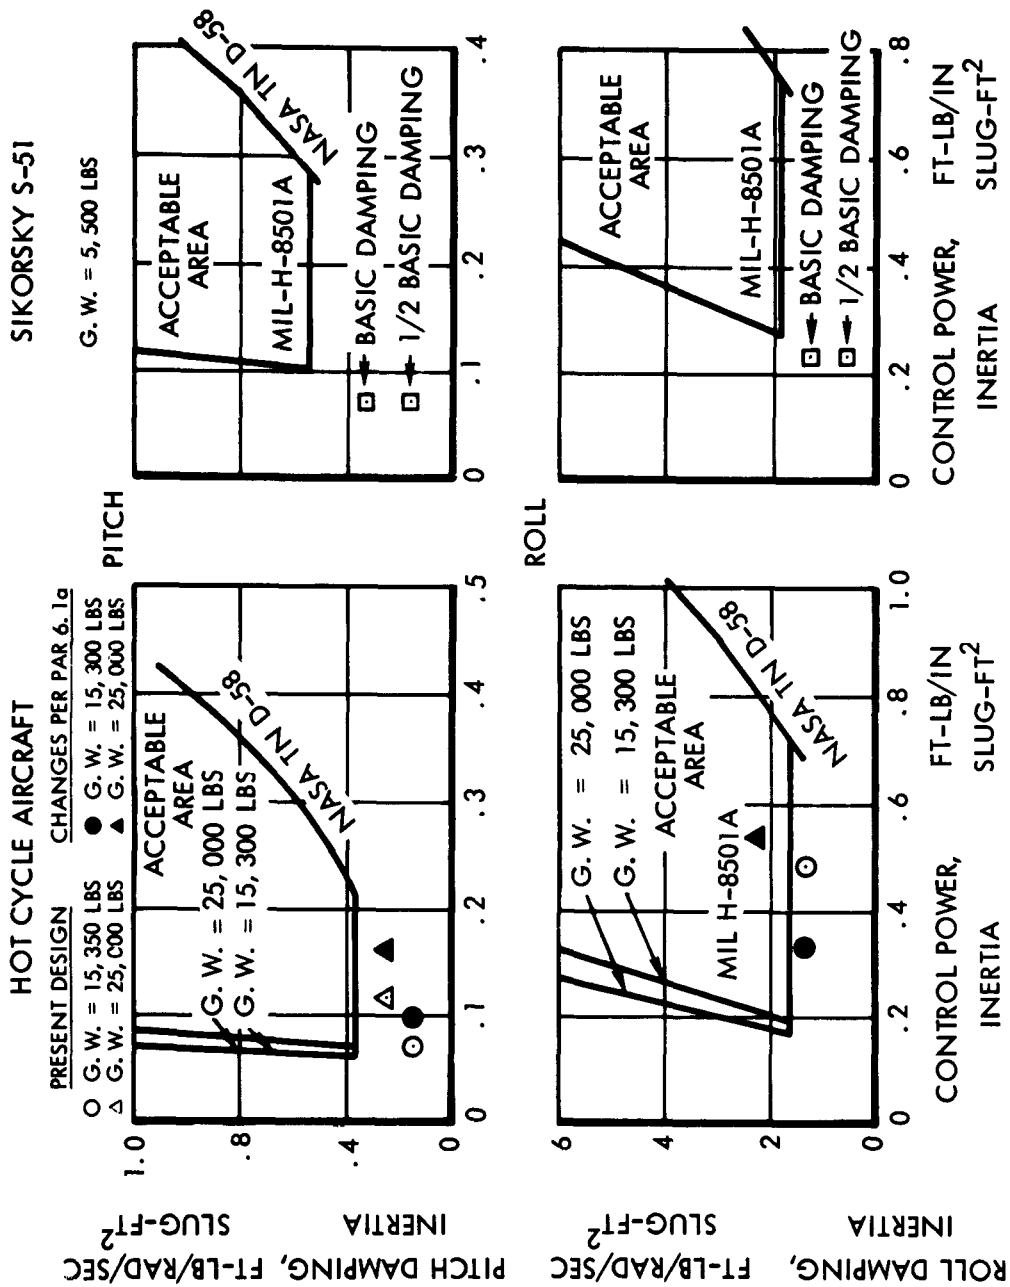 HOT CYCLE AIRCRAFT
PRESENT DESIGN
CHANGES PER PAR 6.1a
G. W. = 15,350 LBS
G. W. = 15,300 LBS
G. W. = 25,000 LBS
G. W. = 25,000 LBS
SIKORSKY S-51
G. W. = 5,500 LBS
PITCH
PITCH DAMPING, FT-LB/RAD/SEC
INERTIA SLUG-FT²
1.0
.8
.4
0
ACCEPTABLE
AREA
G. W. = 25,000 LBS
G. W. = 15,300 LBS
NASA TN D-58
0
.1
.2
.3
.4
.5
ACCEPTABLE
AREA
MIL-H-8501A
NASA TN D-58
BASIC DAMPING
1/2 BASIC DAMPING
0
.1
.2
.3
.4
ROLL
ROLL DAMPING, FT-LB/RAD/SEC
INERTIA SLUG-FT²
6
4
2
0
G. W. = 25,000 LBS
G. W. = 15,300 LBS
ACCEPTABLE
AREA
MIL H-8501A
NASA TN D-58
0
.2
.4
.6
.8
1.0
CONTROL POWER, FT-LB/IN
INERTIA SLUG-FT²
ACCEPTABLE
AREA
MIL-H-8501A
BASIC DAMPING
1/2 BASIC DAMPING
0
.2
.4
.6
.8
CONTROL POWER, FT-LB/IN
INERTIA SLUG-FT²